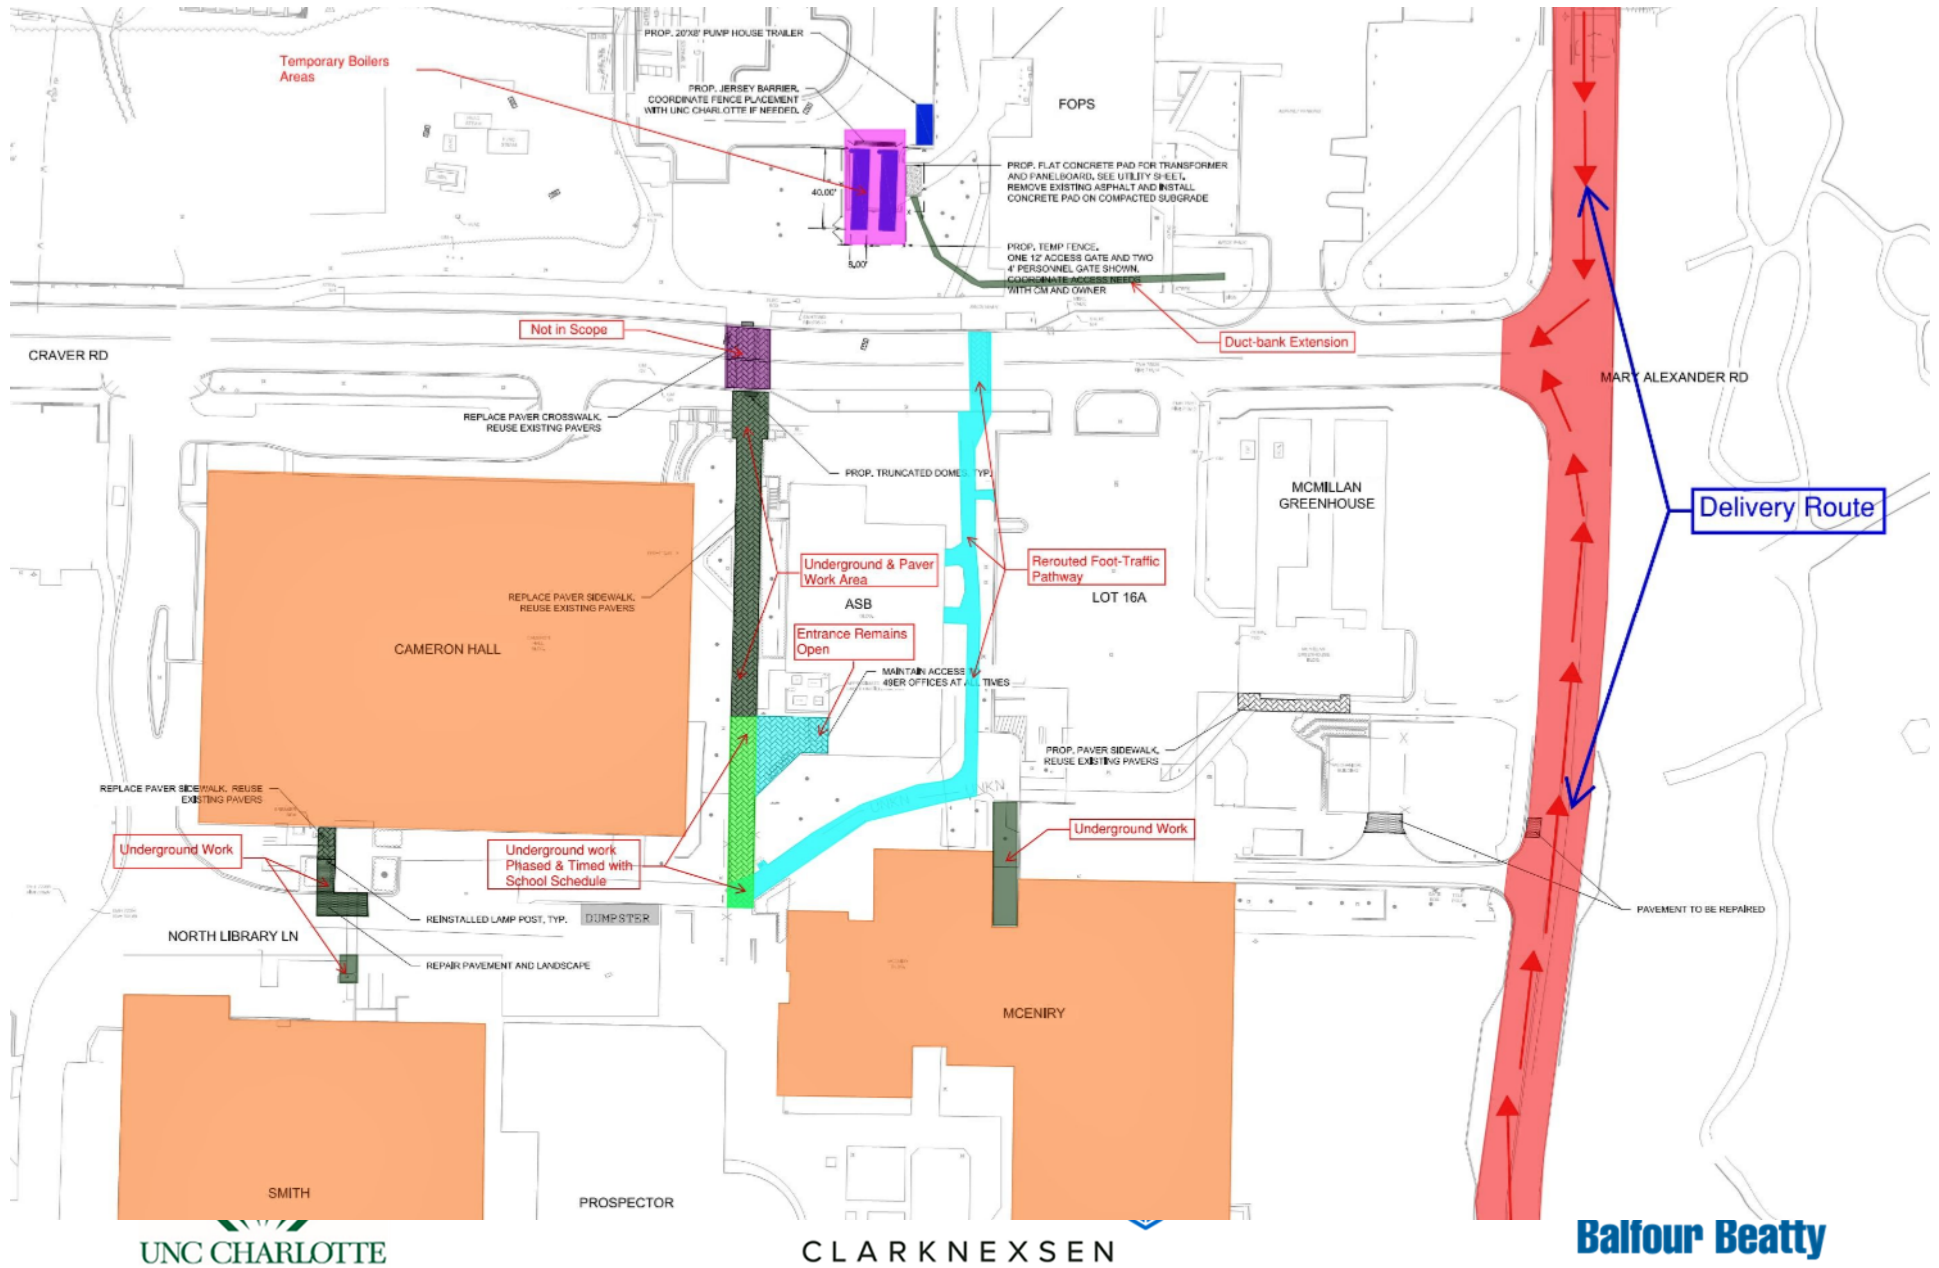 PROP. 20'X8' PUMP HOUSE TRAILER
Temporary Boilers
Areas
PROP. JERSEY BARRIER.
COORDINATE FENCE PLACEMENT
WITH UNC CHARLOTTE IF NEEDED.
FOPS
PROP. FLAT CONCRETE PAD FOR TRANSFORMER
AND PANELBOARD. SEE UTILITY SHEET.
REMOVE EXISTING ASPHALT AND INSTALL
CONCRETE PAD ON COMPACTED SUBGRADE
40.00'
8.00'
PROP. TEMP FENCE.
ONE 12' ACCESS GATE AND TWO
4' PERSONNEL GATE SHOWN.
COORDINATE ACCESS NEEDS
WITH CM AND OWNER
Not in Scope
Duct-bank Extension
CRAVER RD
MARY ALEXANDER RD
REPLACE PAVER CROSSWALK.
REUSE EXISTING PAVERS
PROP. TRUNCATED DOMES, TYP.
MCMILLAN
GREENHOUSE
Delivery Route
Underground & Paver
Work Area
Rerouted Foot-Traffic
Pathway
REPLACE PAVER SIDEWALK.
REUSE EXISTING PAVERS
ASB
LOT 16A
Entrance Remains
Open
CAMERON HALL
MAINTAIN ACCESS TO
49ER OFFICES AT ALL TIMES
PROP. PAVER SIDEWALK.
REUSE EXISTING PAVERS
REPLACE PAVER SIDEWALK. REUSE
EXISTING PAVERS
UNKN
UNKN
Underground Work
Underground work
Phased & Timed with
School Schedule
Underground Work
REINSTALLED LAMP POST, TYP.
DUMPSTER
PAVEMENT TO BE REPAIRED
NORTH LIBRARY LN
REPAIR PAVEMENT AND LANDSCAPE
MCENIRY
SMITH
PROSPECTOR
UNC CHARLOTTE
CLARKNEXSEN
Balfour Beatty